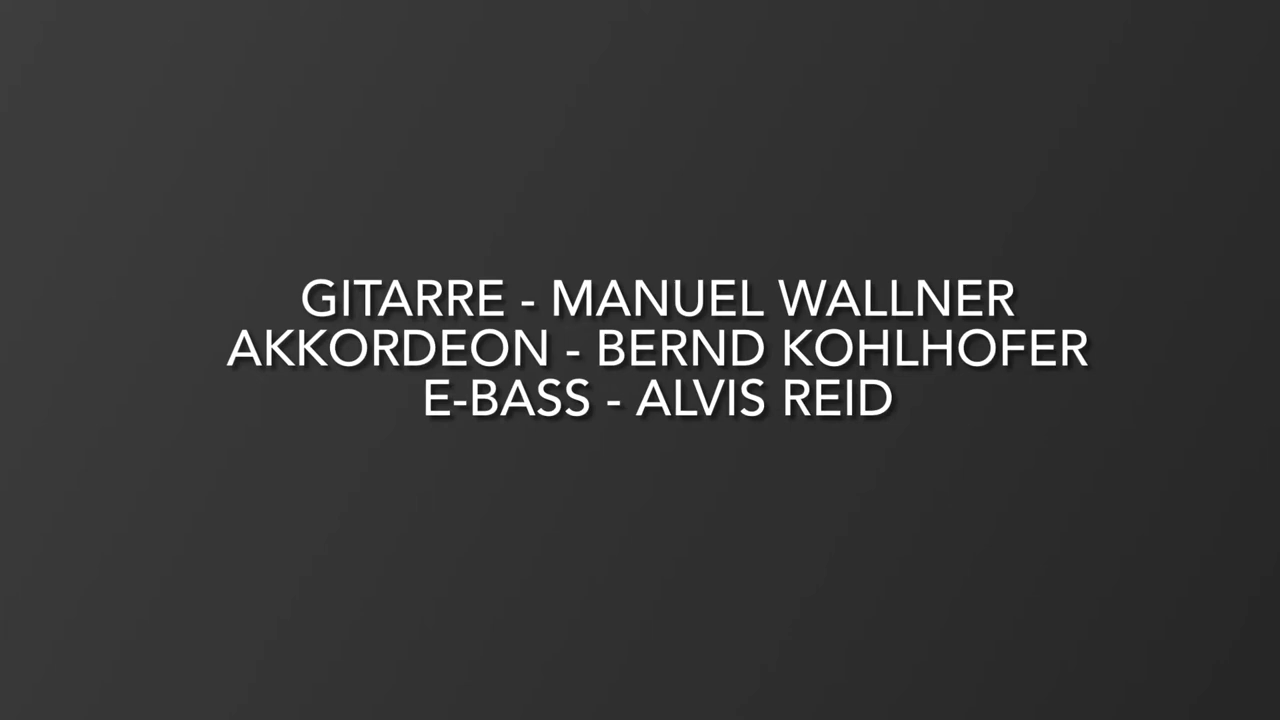 GITARRE - MANUEL WALLNER
AKKORDEON - BERND KOHLHOFER
E-BASS - ALVIS REID